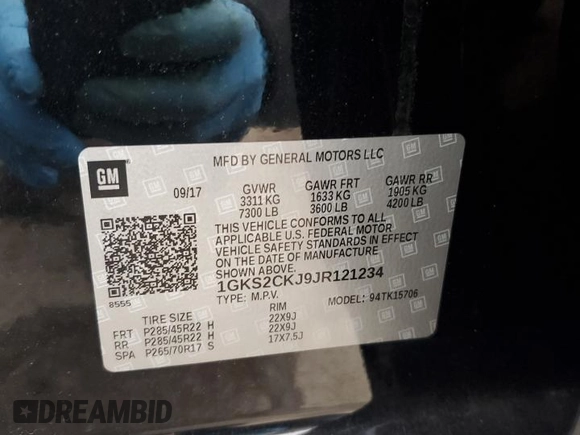 MFD BY GENERAL MOTORS LLC
GM
09/17 GVWR GAWR FRT GAWR RR
3311 KG 1633 KG 1905 KG
7300 LB 3600 LB 4200 LB
THIS VEHICLE CONFORMS TO ALL
APPLICABLE U.S. FEDERAL MOTOR
VEHICLE SAFETY STANDARDS IN EFFECT
ON THE DATE OF MANUFACTURE
SHOWN ABOVE.
1GKS2CKJ9JR121234
8555
TYPE: M.P.V. MODEL: 94TK15706
TIRE SIZE RIM
FRT P285/45R22 H 22X9J
RR P285/45R22 H 22X9J
SPA P265/70R17 S 17X7.5J
DREAMBID